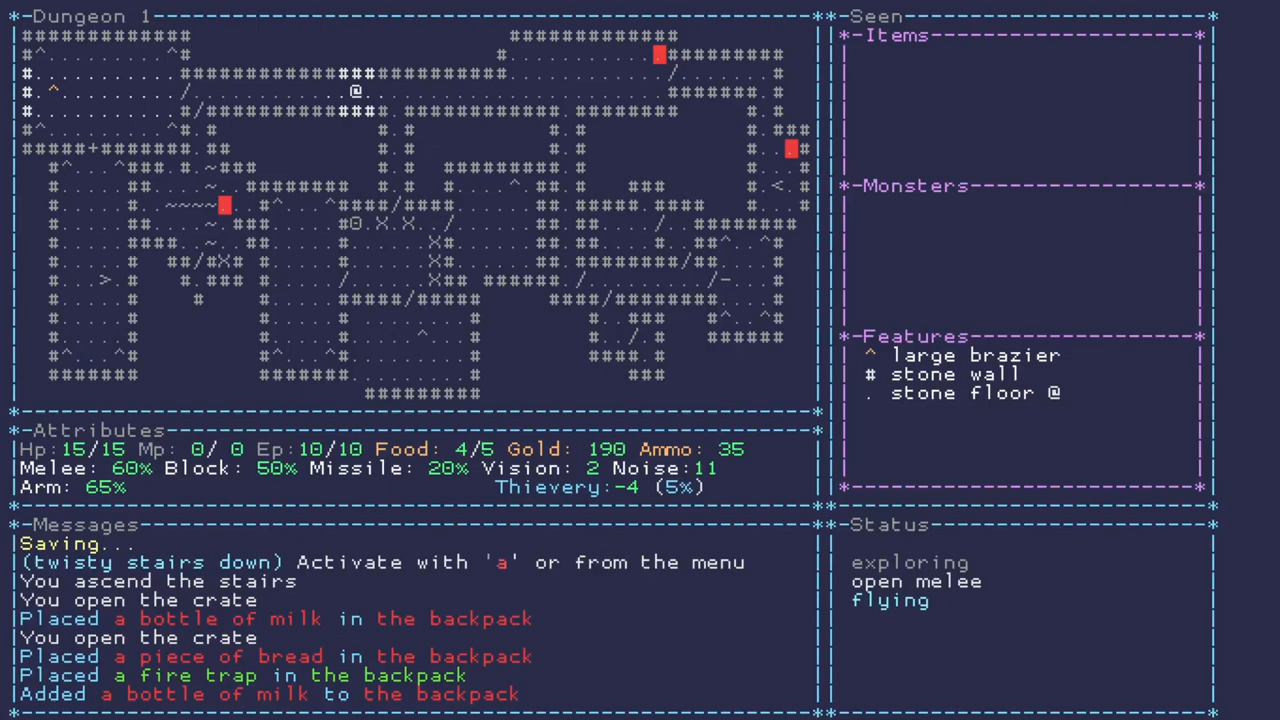 Dungeon 1
Seen
Items
Monsters
Features
^ large brazier
# stone wall
. stone floor @
Attributes
Hp:15/15 Mp: 0/ 0 Ep:10/10 Food: 4/5 Gold: 190 Ammo: 35
Melee: 60% Block: 50% Missile: 20% Vision: 2 Noise:11
Arm: 65% Thievery:-4 (5%)
Messages
Saving...
(twisty stairs down) Activate with 'a' or from the menu
You ascend the stairs
You open the crate
Placed a bottle of milk in the backpack
You open the crate
Placed a piece of bread in the backpack
Placed a fire trap in the backpack
Added a bottle of milk to the backpack
Status
exploring
open melee
flying